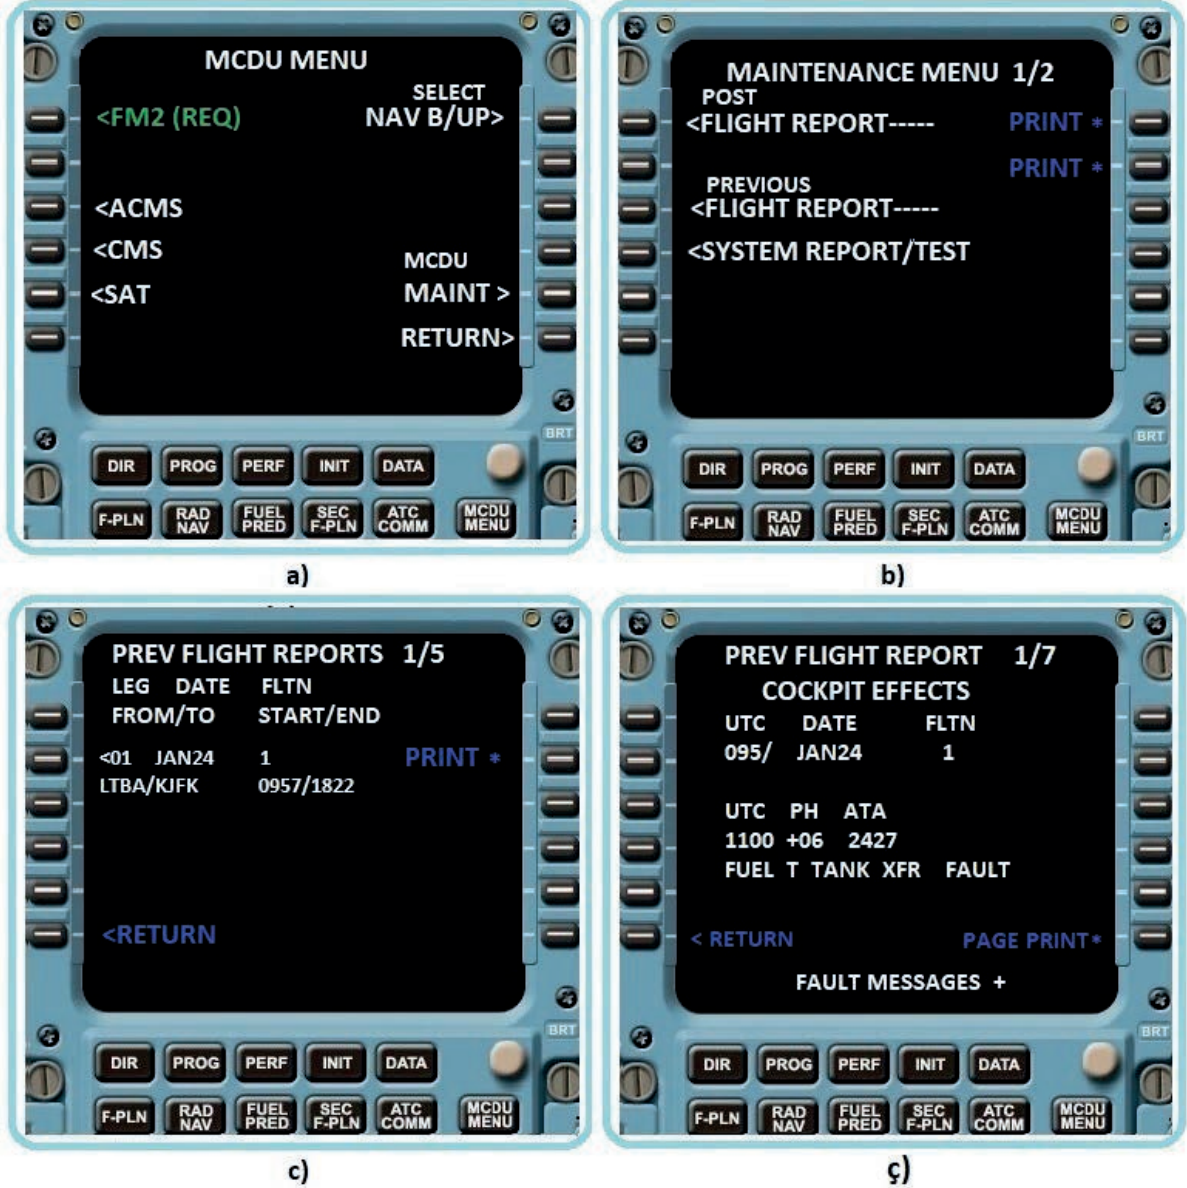 MCDU MENU
SELECT
<FM2 (REQ) NAV B/UP>
<ACMS
<CMS
MCDU
<SAT MAINT >
RETURN>
BRT
DIR PROG PERF INIT DATA
F-PLN RAD NAV FUEL PRED SEC F-PLN ATC COMM MCDU MENU
a)
MAINTENANCE MENU 1/2
POST
<FLIGHT REPORT----- PRINT *
PRINT *
PREVIOUS
<FLIGHT REPORT-----
<SYSTEM REPORT/TEST
BRT
DIR PROG PERF INIT DATA
F-PLN RAD NAV FUEL PRED SEC F-PLN ATC COMM MCDU MENU
b)
PREV FLIGHT REPORTS 1/5
LEG DATE FLTN
FROM/TO START/END
<01 JAN24 1 PRINT *
LTBA/KJFK 0957/1822
<RETURN
BRT
DIR PROG PERF INIT DATA
F-PLN RAD NAV FUEL PRED SEC F-PLN ATC COMM MCDU MENU
c)
PREV FLIGHT REPORT 1/7
COCKPIT EFFECTS
UTC DATE FLTN
095/ JAN24 1
UTC PH ATA
1100 +06 2427
FUEL T TANK XFR FAULT
< RETURN PAGE PRINT*
FAULT MESSAGES +
BRT
DIR PROG PERF INIT DATA
F-PLN RAD NAV FUEL PRED SEC F-PLN ATC COMM MCDU MENU
ç)